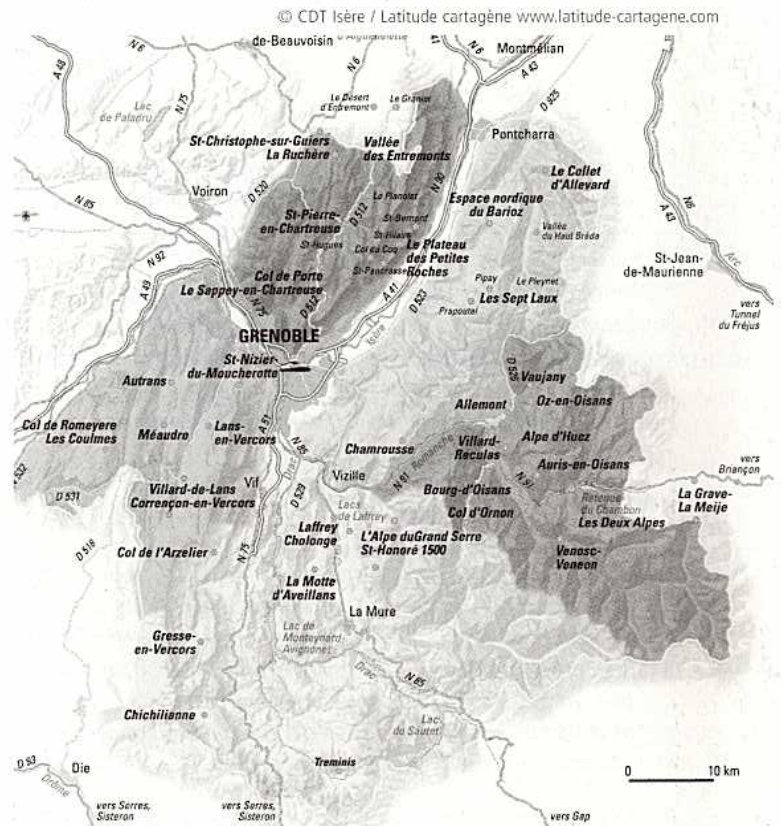 © CDT Isère / Latitude cartagène www.latitude-cartagene.com
de-Beauvoisin
d'Aiguebelette
A 41
N 6
Montmélian
A 43
N 6
N 6
A 48
N 75
Lac
de Paladru
Le Désert
d'Entremont
Le Granier
D 925
Pontcharra
St-Christophe-sur-Guiers
La Ruchère
Vallée
des Entremonts
N 90
Le Collet
d'Allevard
Voiron
D 520
N 85
Le Planolet
D 512
St-Pierre-
en-Chartreuse
St-Bernard
St-Hilaire
St-Hugues
Col du Coq
St-Pancrasse
Le Plateau
des Petites
Roches
Espace nordique
du Barioz
Vallée
du Haut Bréda
N6
A 43
St-Jean-
de-Maurienne
Arc
N 92
A 49
Col de Porte
Le Sappey-en-Chartreuse
D 512
N 75
A 41
D 523
Isère
Pipay
Le Pleynet
Prapoutel
Les Sept Laux
vers
Tunnel
du Fréjus
GRENOBLE
St-Nizier-
du-Moucherotte
Autrans
D 526
Vaujany
Oz-en-Oisans
Allemont
Col de Romeyere
Les Coulmes
Méaudre
Lans-
en-Vercors
A 51
N 85
Drac
Chamrousse
Romanche
N 91
Villard-
Reculas
Alpe d'Huez
Auris-en-Oisans
vers
Briançon
532
D 531
Vif
Vizille
D 529
Villard-de-Lans
Corrençon-en-Vercors
Lacs
de Laffrey
Bourg-d'Oisans
Col d'Ornon
N 91
Retenue
du Chambon
Les Deux Alpes
La Grave-
La Meije
D 518
Col de l'Arzelier
N 75
Laffrey
Cholonge
L'Alpe du Grand Serre
St-Honoré 1500
Venosc-
Veneon
La Motte
d'Aveillans
La Mure
Gresse-
en-Vercors
Lac de
Monteynard-
Avignonet
Drac
N 85
Chichilianne
Lac
de Sautet
D 93
Die
Drôme
Treminis
0 10 km
vers Serres,
Sisteron
vers Serres,
Sisteron
vers Gap